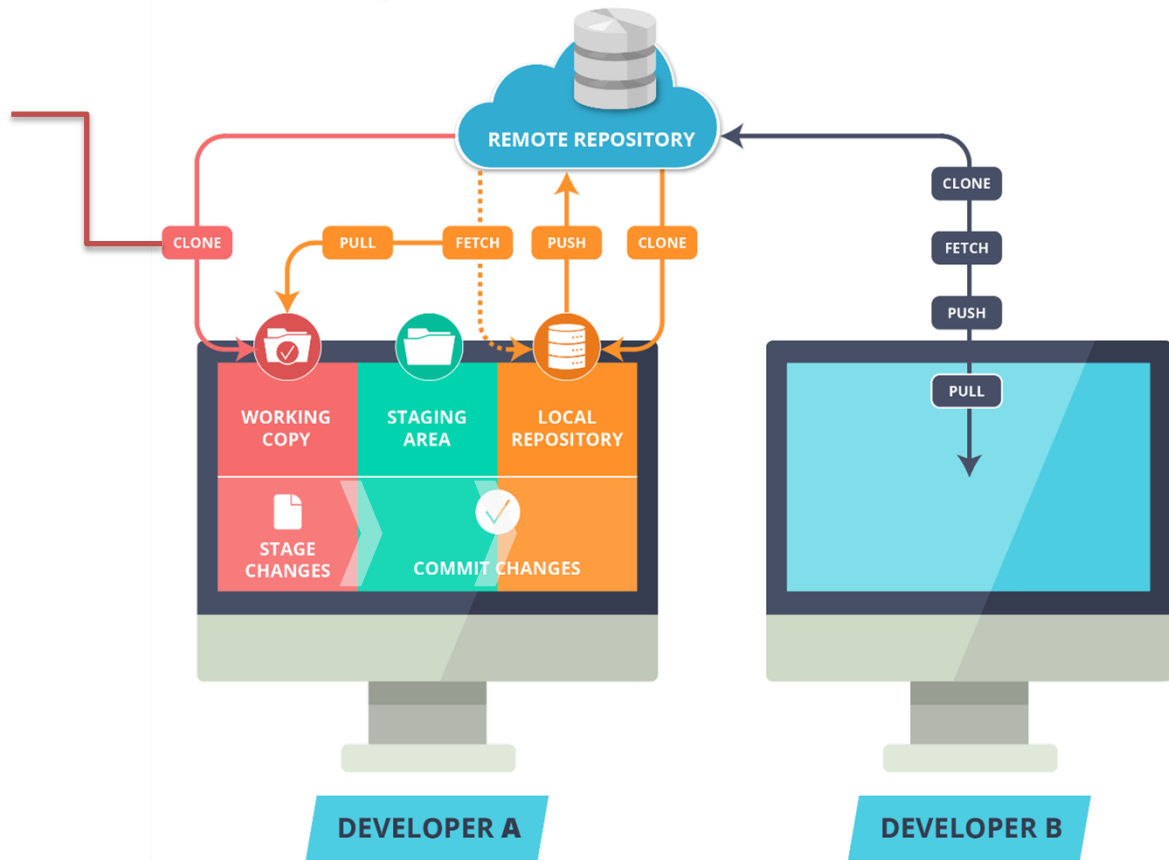 REMOTE REPOSITORY
CLONE
PULL
FETCH
PUSH
CLONE
CLONE
FETCH
PUSH
PULL
WORKING
COPY
STAGING
AREA
LOCAL
REPOSITORY
STAGE
CHANGES
COMMIT CHANGES
DEVELOPER A
DEVELOPER B